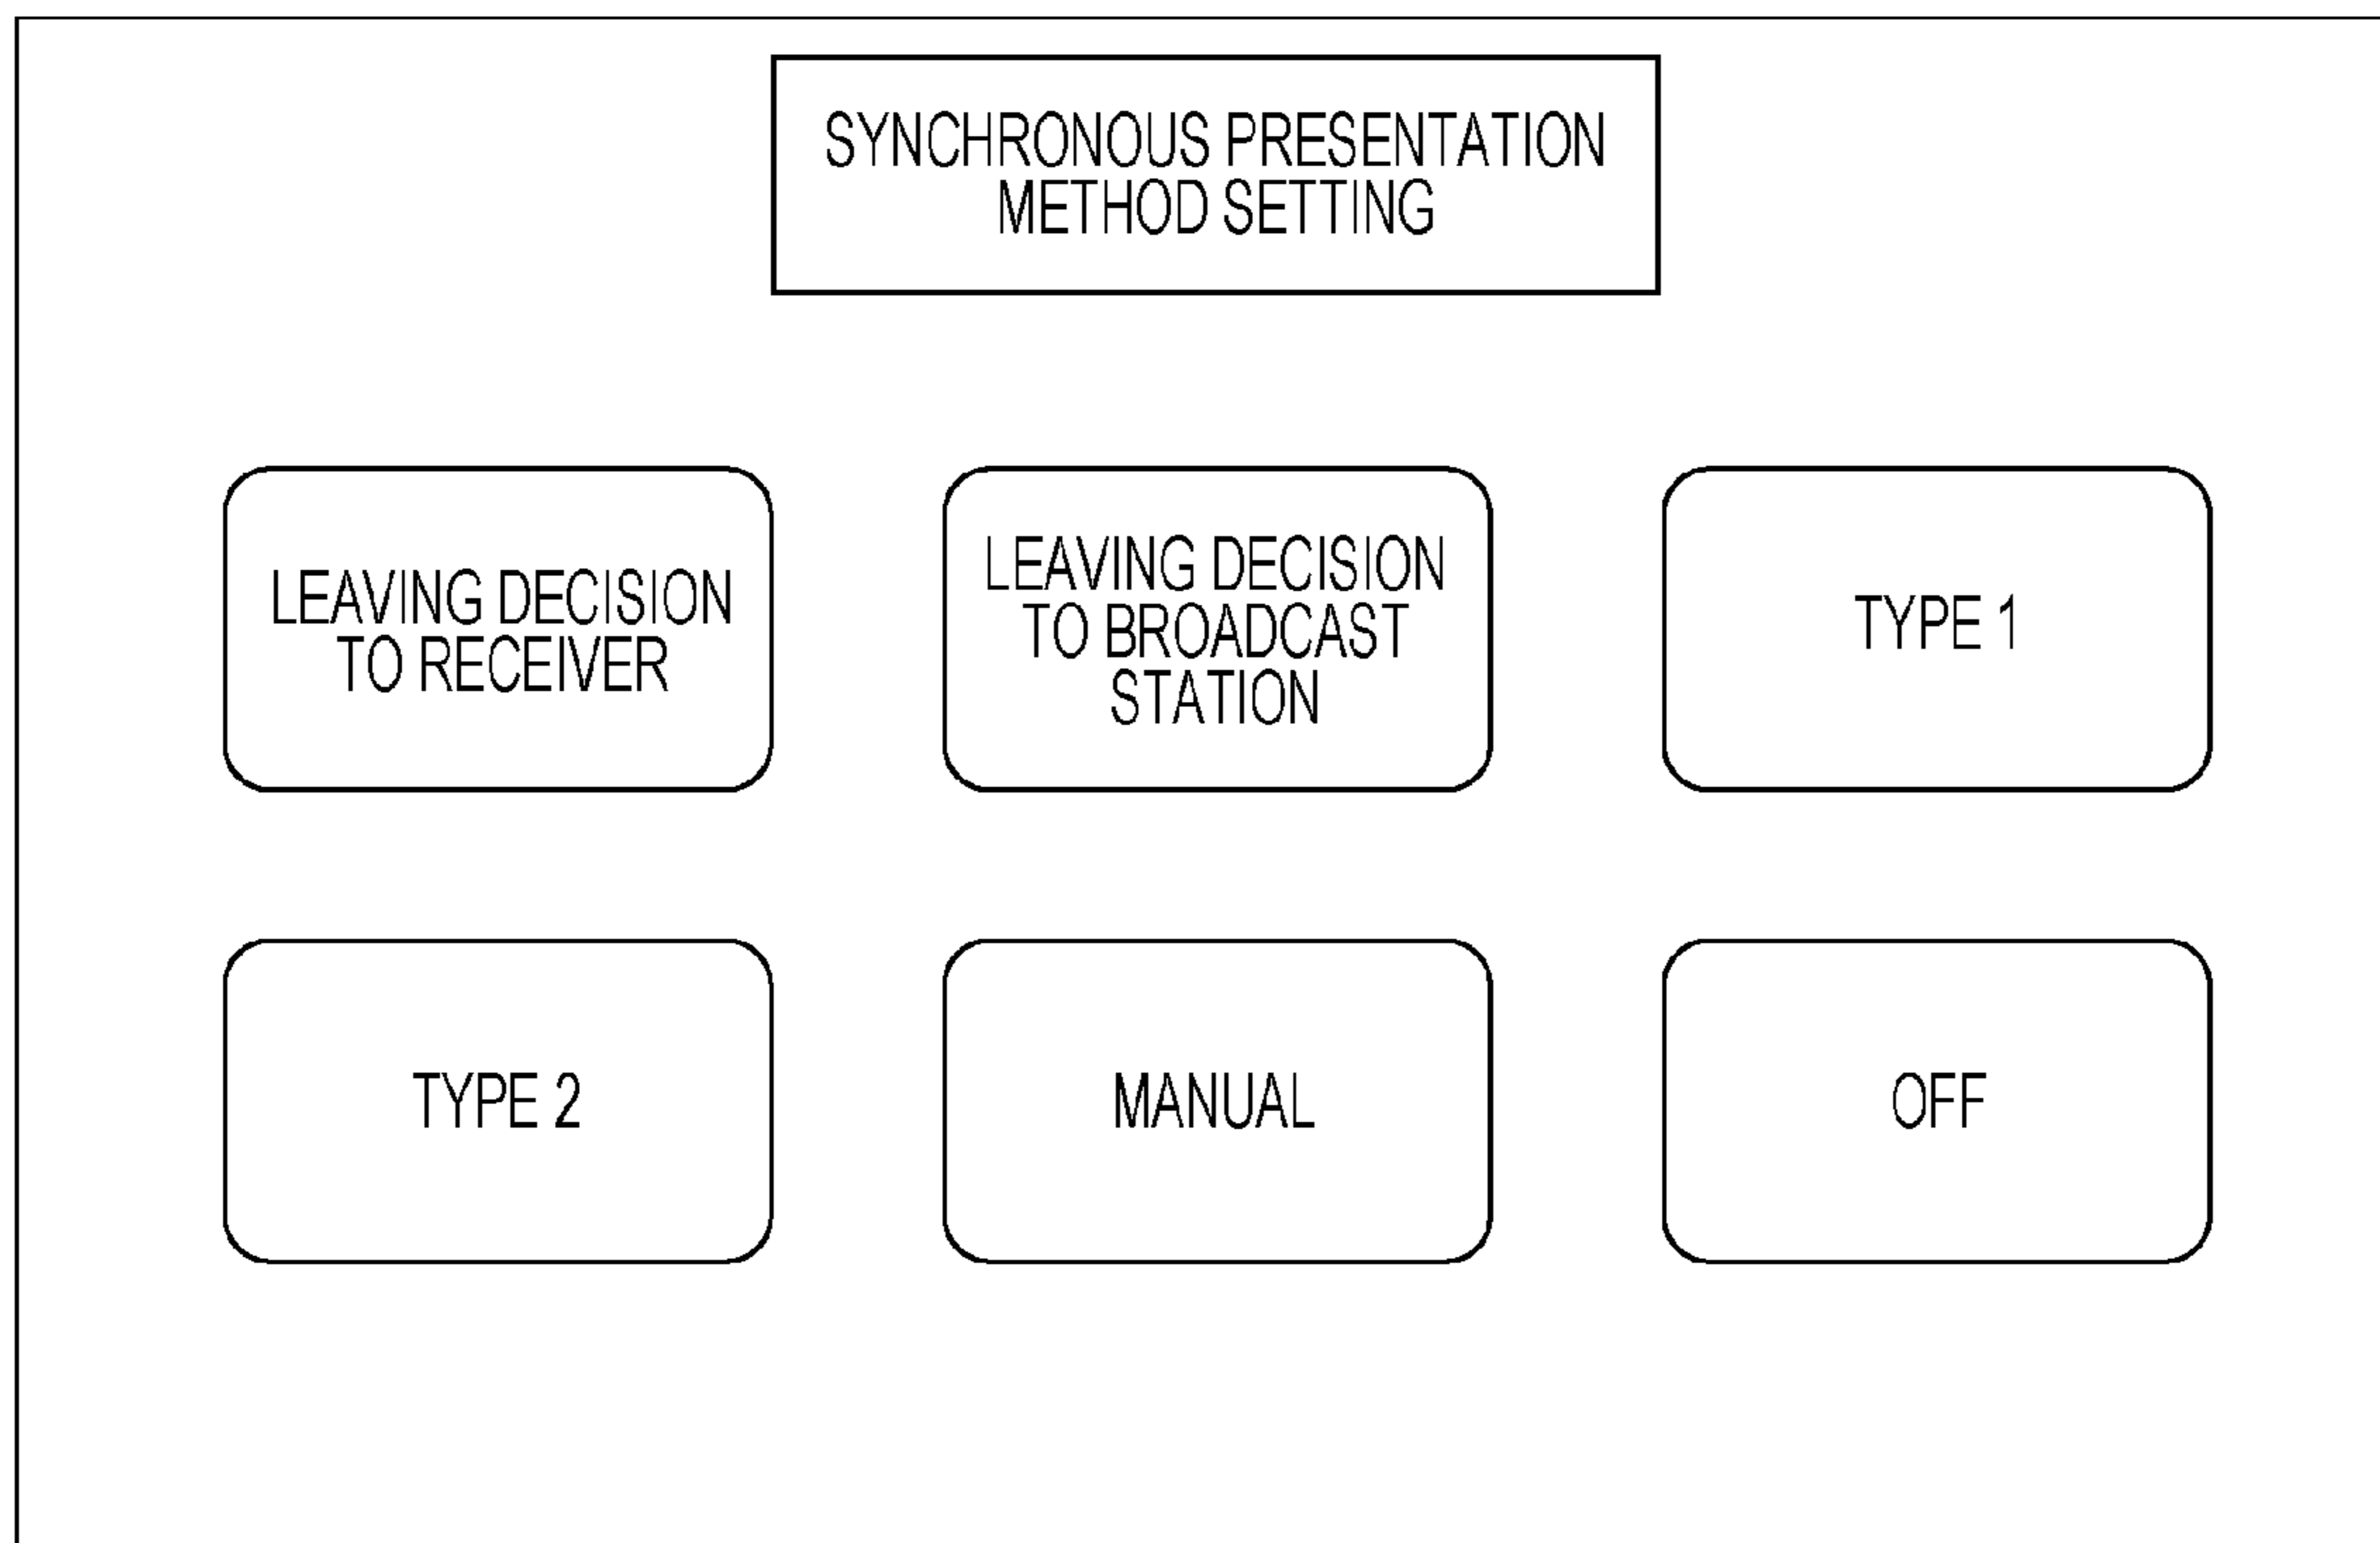 SYNCHRONOUS PRESENTATION
METHOD SETTING
LEAVING DECISION
TO RECEIVER
LEAVING DECISION
TO BROADCAST
STATION
TYPE 1
TYPE 2
MANUAL
OFF